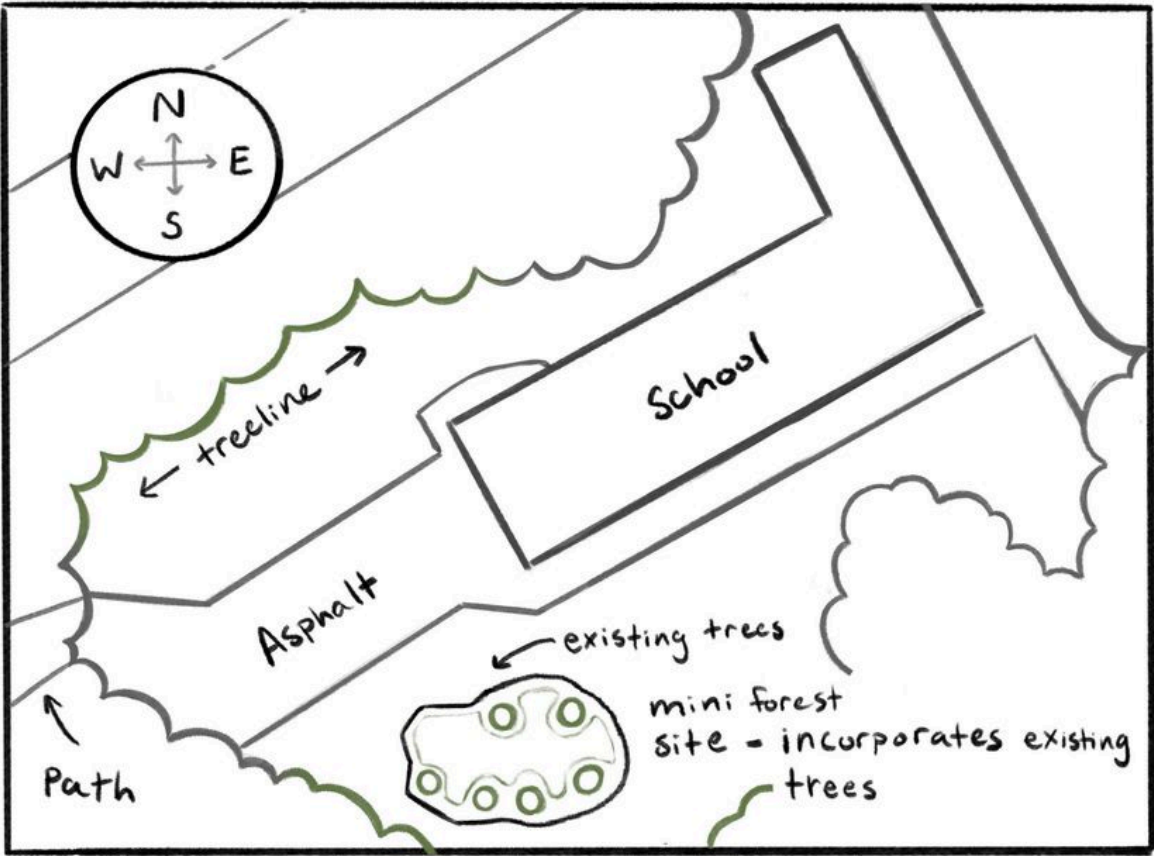 N
W E
S
treeline
School
Asphalt
existing trees
mini forest
site - incorporates existing
trees
Path